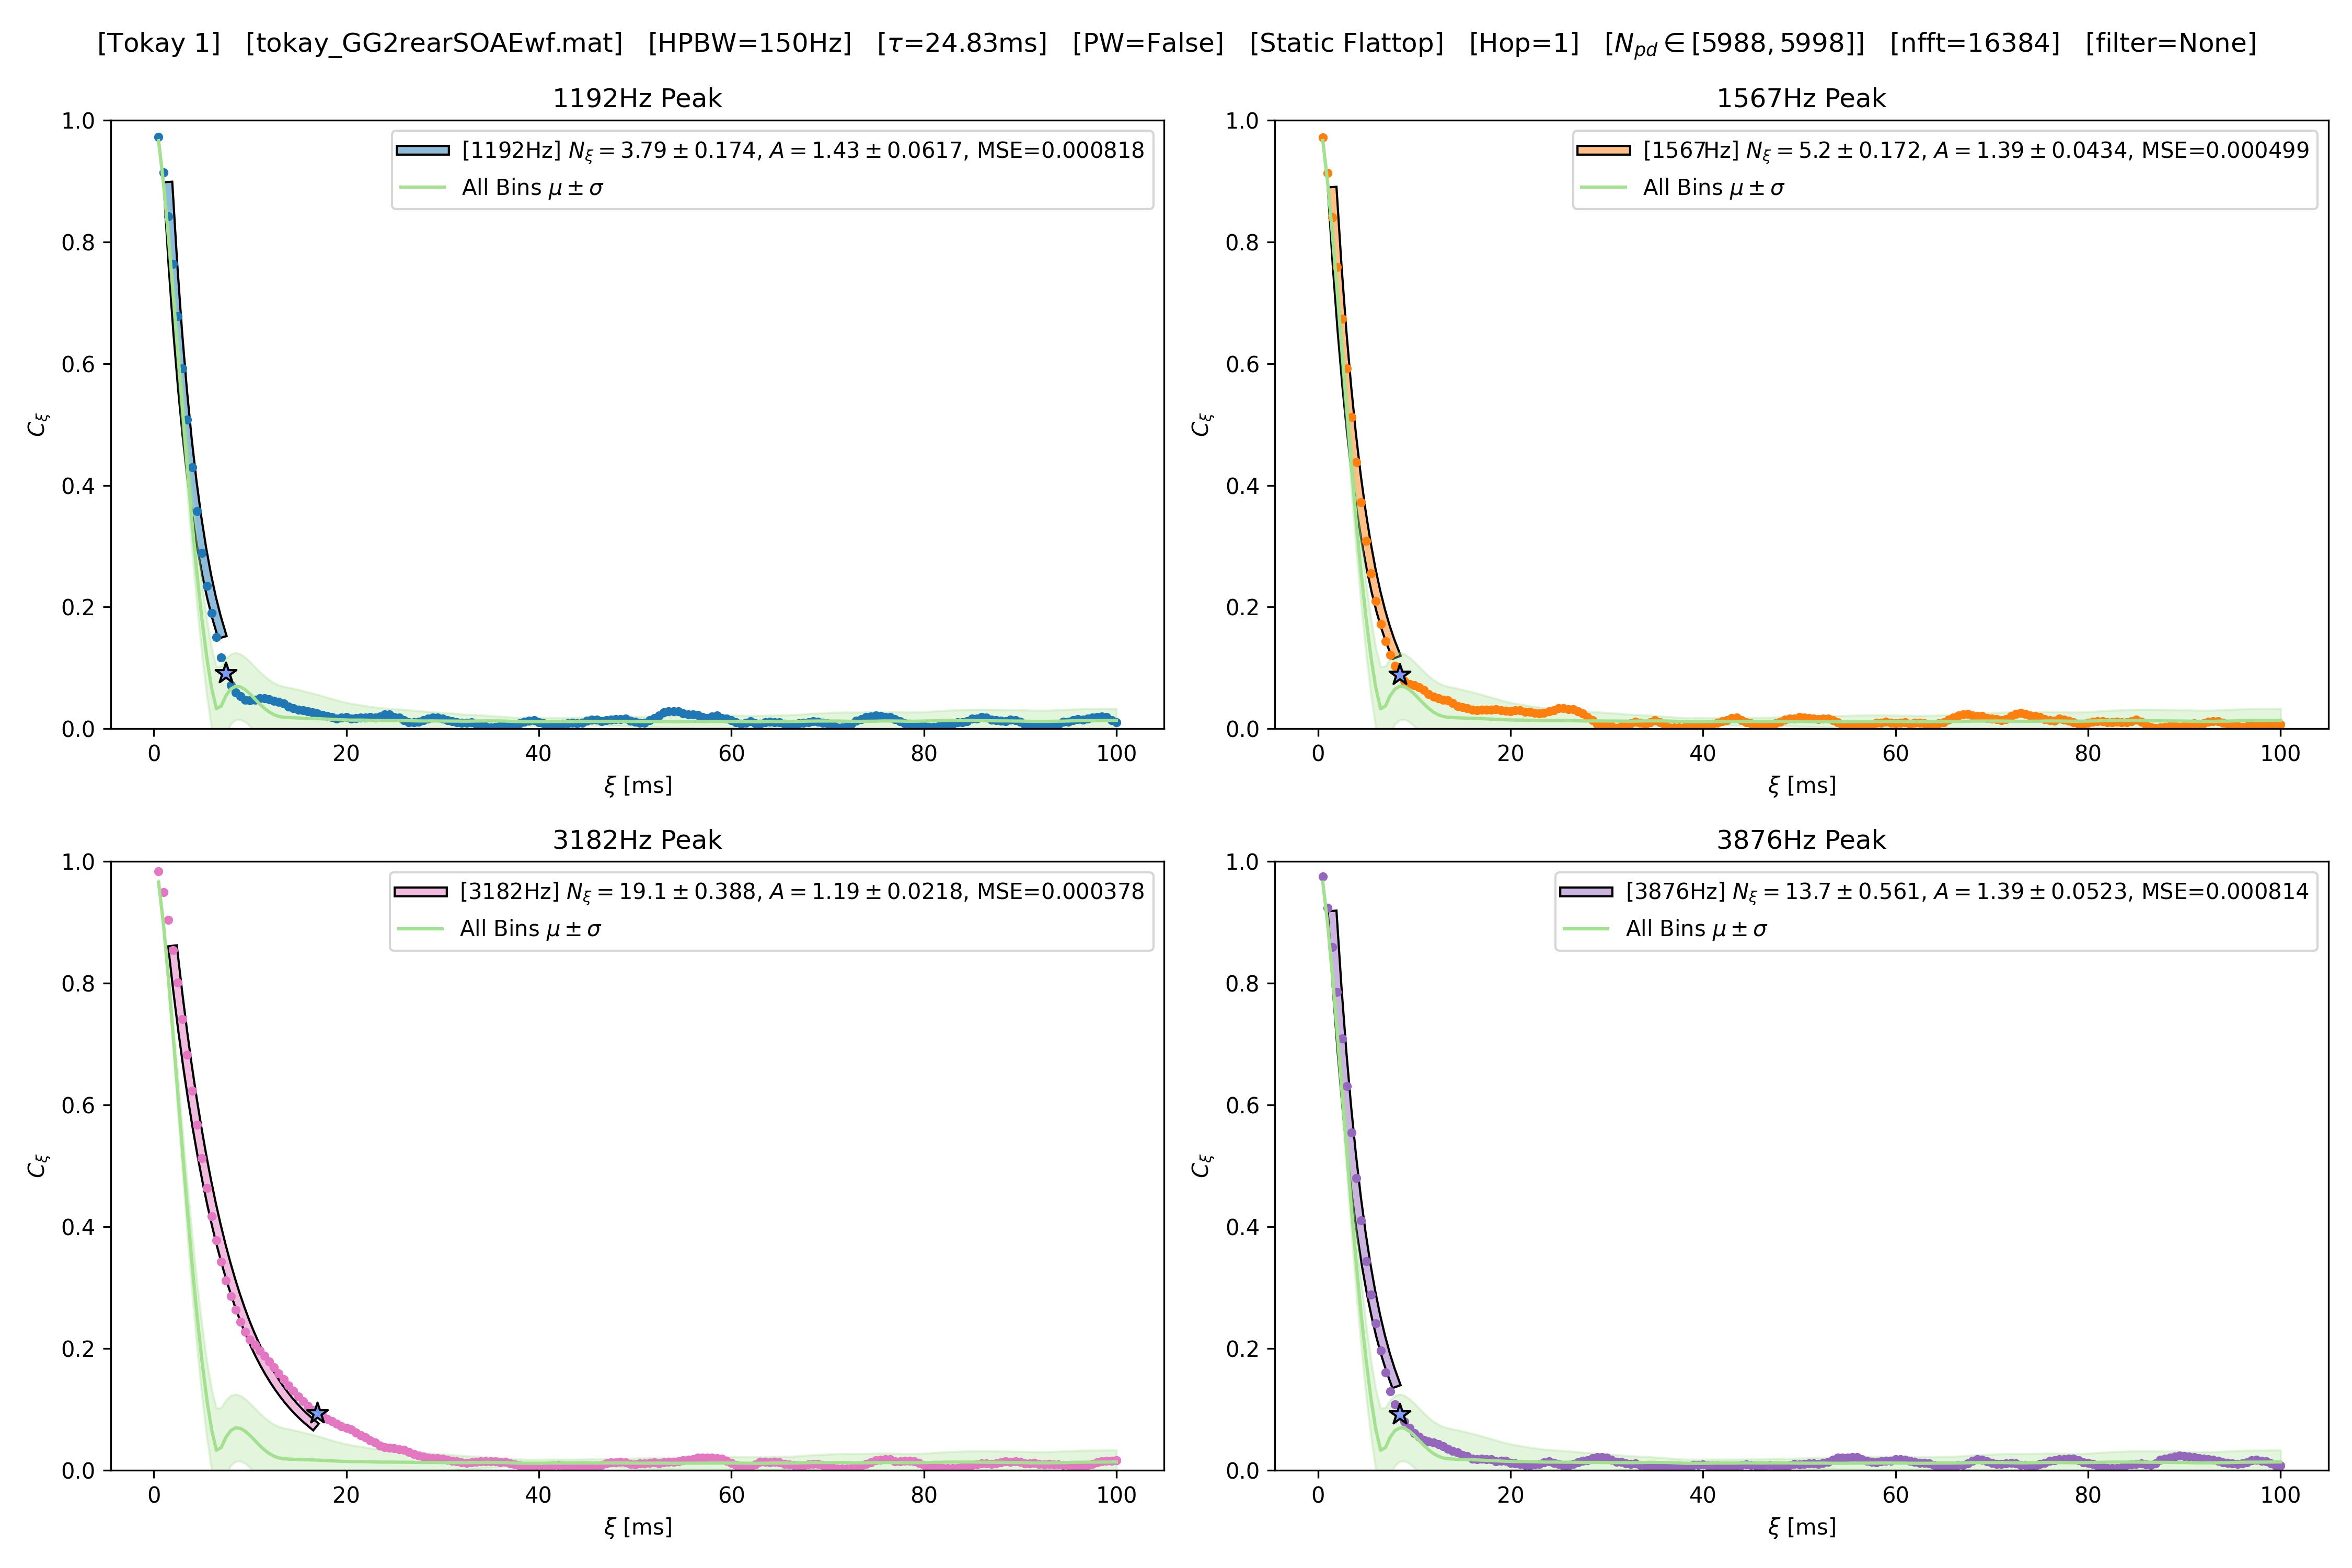 [Tokay 1] [tokay_GG2rearSOAEwf.mat] [HPBW=150Hz] [τ=24.83ms] [PW=False] [Static Flattop] [Hop=1] [N_pd ∈ [5988, 5998]] [nfft=16384] [filter=None]
1192Hz Peak
[1192Hz] N_ξ = 3.79 ± 0.174, A = 1.43 ± 0.0617, MSE=0.000818
All Bins μ ± σ
1.0
0.8
0.6
0.4
0.2
0.0
C_ξ
0 20 40 60 80 100
ξ [ms]
1567Hz Peak
[1567Hz] N_ξ = 5.2 ± 0.172, A = 1.39 ± 0.0434, MSE=0.000499
All Bins μ ± σ
1.0
0.8
0.6
0.4
0.2
0.0
C_ξ
0 20 40 60 80 100
ξ [ms]
3182Hz Peak
[3182Hz] N_ξ = 19.1 ± 0.388, A = 1.19 ± 0.0218, MSE=0.000378
All Bins μ ± σ
1.0
0.8
0.6
0.4
0.2
0.0
C_ξ
0 20 40 60 80 100
ξ [ms]
3876Hz Peak
[3876Hz] N_ξ = 13.7 ± 0.561, A = 1.39 ± 0.0523, MSE=0.000814
All Bins μ ± σ
1.0
0.8
0.6
0.4
0.2
0.0
C_ξ
0 20 40 60 80 100
ξ [ms]